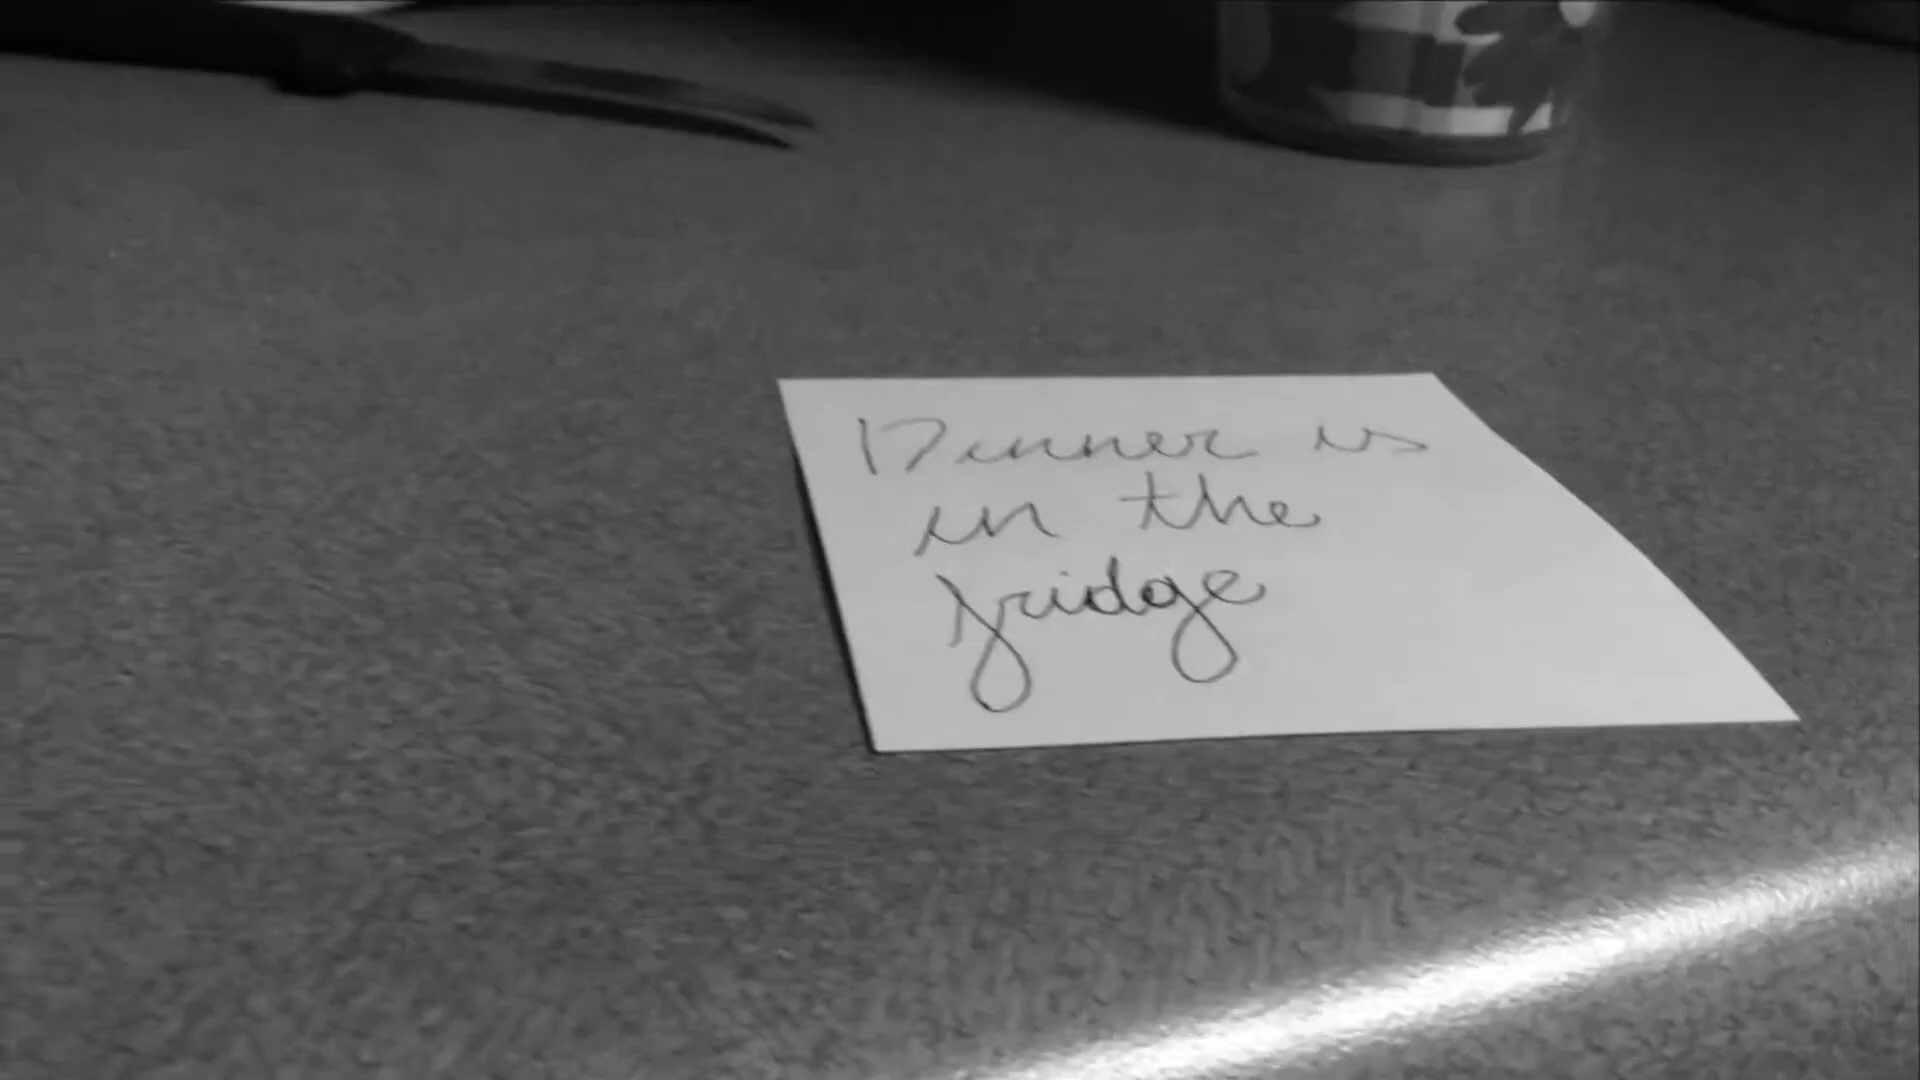 Dinner is
in the
fridge